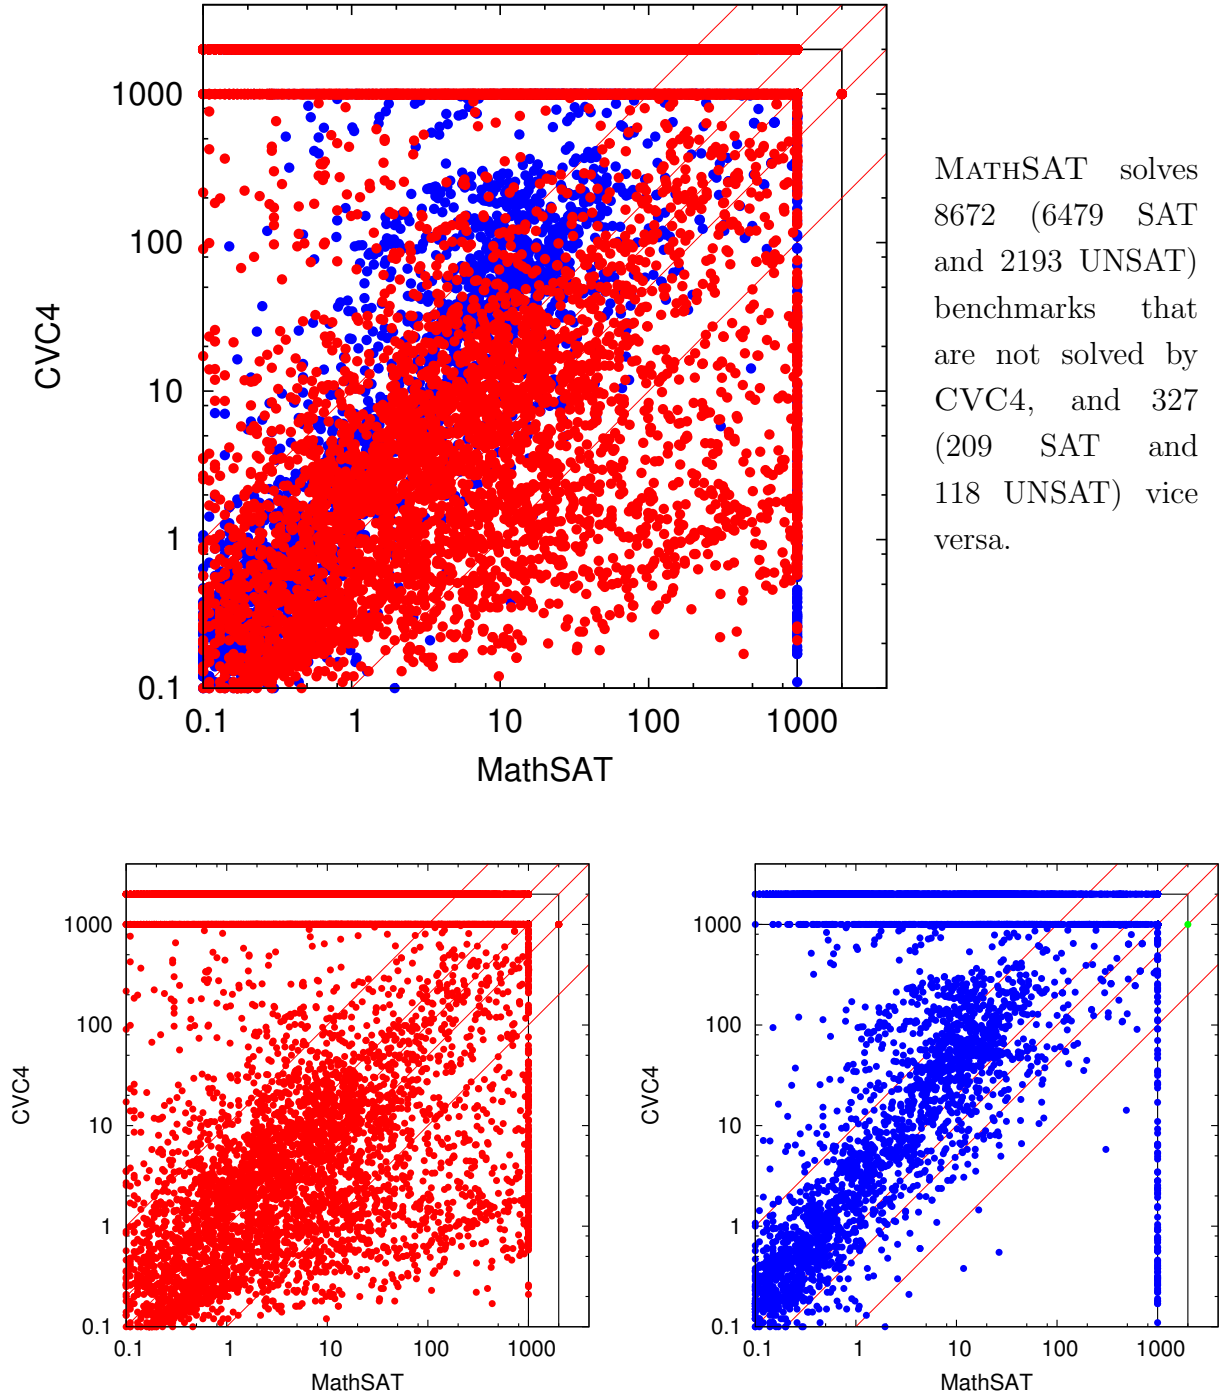 1000
100
10
1
0.1
CVC4
0.1 1 10 100 1000
MathSAT
MATHSAT solves
8672 (6479 SAT
and 2193 UNSAT)
benchmarks that
are not solved by
CVC4, and 327
(209 SAT and
118 UNSAT) vice
versa.
1000
100
10
1
0.1
CVC4
0.1 1 10 100 1000
MathSAT
1000
100
10
1
0.1
CVC4
0.1 1 10 100 1000
MathSAT